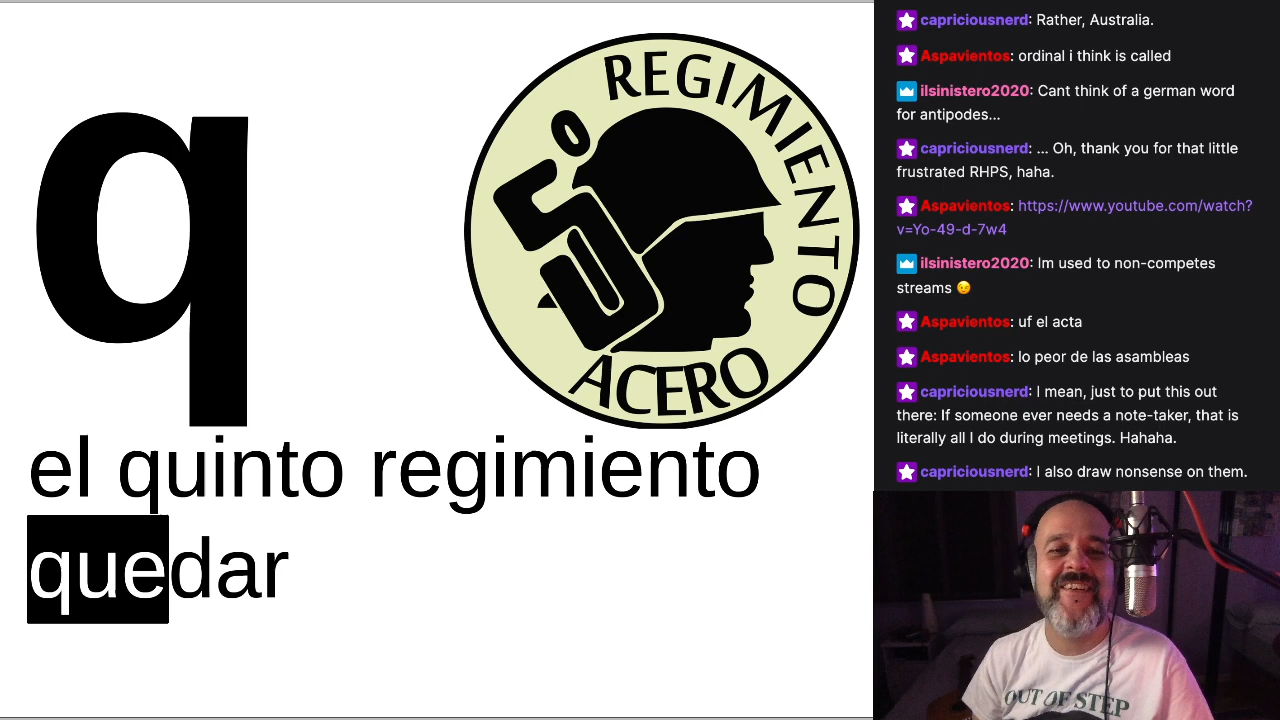 q
REGIMIENTO
5º
ACERO
el quinto regimiento
quedar
capriciousnerd: Rather, Australia.
Aspavientos: ordinal i think is called
ilsinistero2020: Cant think of a german word
for antipodes...
capriciousnerd: ... Oh, thank you for that little
frustrated RHPS, haha.
Aspavientos: https://www.youtube.com/watch?
v=Yo-49-d-7w4
ilsinistero2020: Im used to non-competes
streams 😉
Aspavientos: uf el acta
Aspavientos: lo peor de las asambleas
capriciousnerd: I mean, just to put this out
there: If someone ever needs a note-taker, that is
literally all I do during meetings. Hahaha.
capriciousnerd: I also draw nonsense on them.
OUT OF STEP